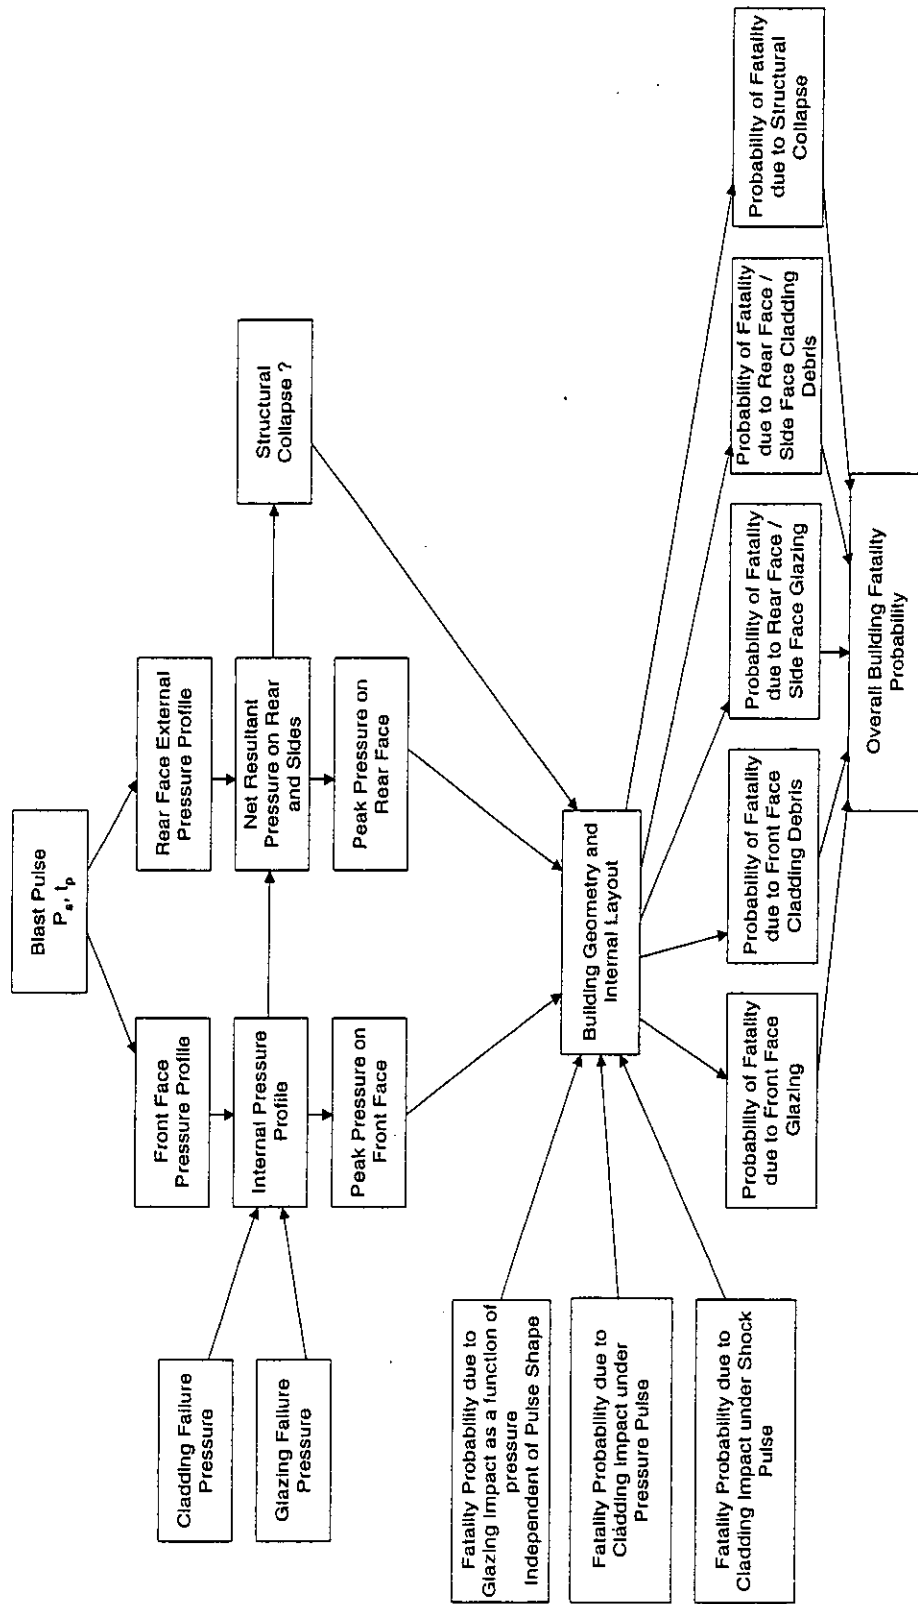 Blast Pulse
Ps, tp
Front Face
Pressure Profile
Rear Face External
Pressure Profile
Cladding Failure
Pressure
Glazing Failure
Pressure
Internal Pressure
Profile
Net Resultant
Pressure on Rear
and Sides
Structural
Collapse ?
Peak Pressure on
Front Face
Peak Pressure on
Rear Face
Fatality Probability due to
Glazing Impact as a function of
pressure
Independent of Pulse Shape
Fatality Probability due to
Cladding Impact under
Pressure Pulse
Fatality Probability due to
Cladding Impact under Shock
Pulse
Building Geometry and
Internal Layout
Probability of Fatality
due to Front Face
Glazing
Probability of Fatality
due to Front Face
Cladding Debris
Probability of Fatality
due to Rear Face /
Side Face Glazing
Probability of Fatality
due to Rear Face /
Side Face Cladding
Debris
Probability of Fatality
due to Structural
Collapse
Overall Building Fatality
Probability